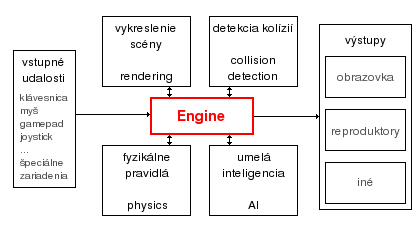 vstupné
udalosti
klávesnica
myš
gamepad
joystick
...
špeciálne
zariadenia
vykreslenie
scény
rendering
detekcia kolízií
collision
detection
Engine
fyzikálne
pravidlá
physics
umelá
inteligencia
AI
výstupy
obrazovka
reproduktory
iné